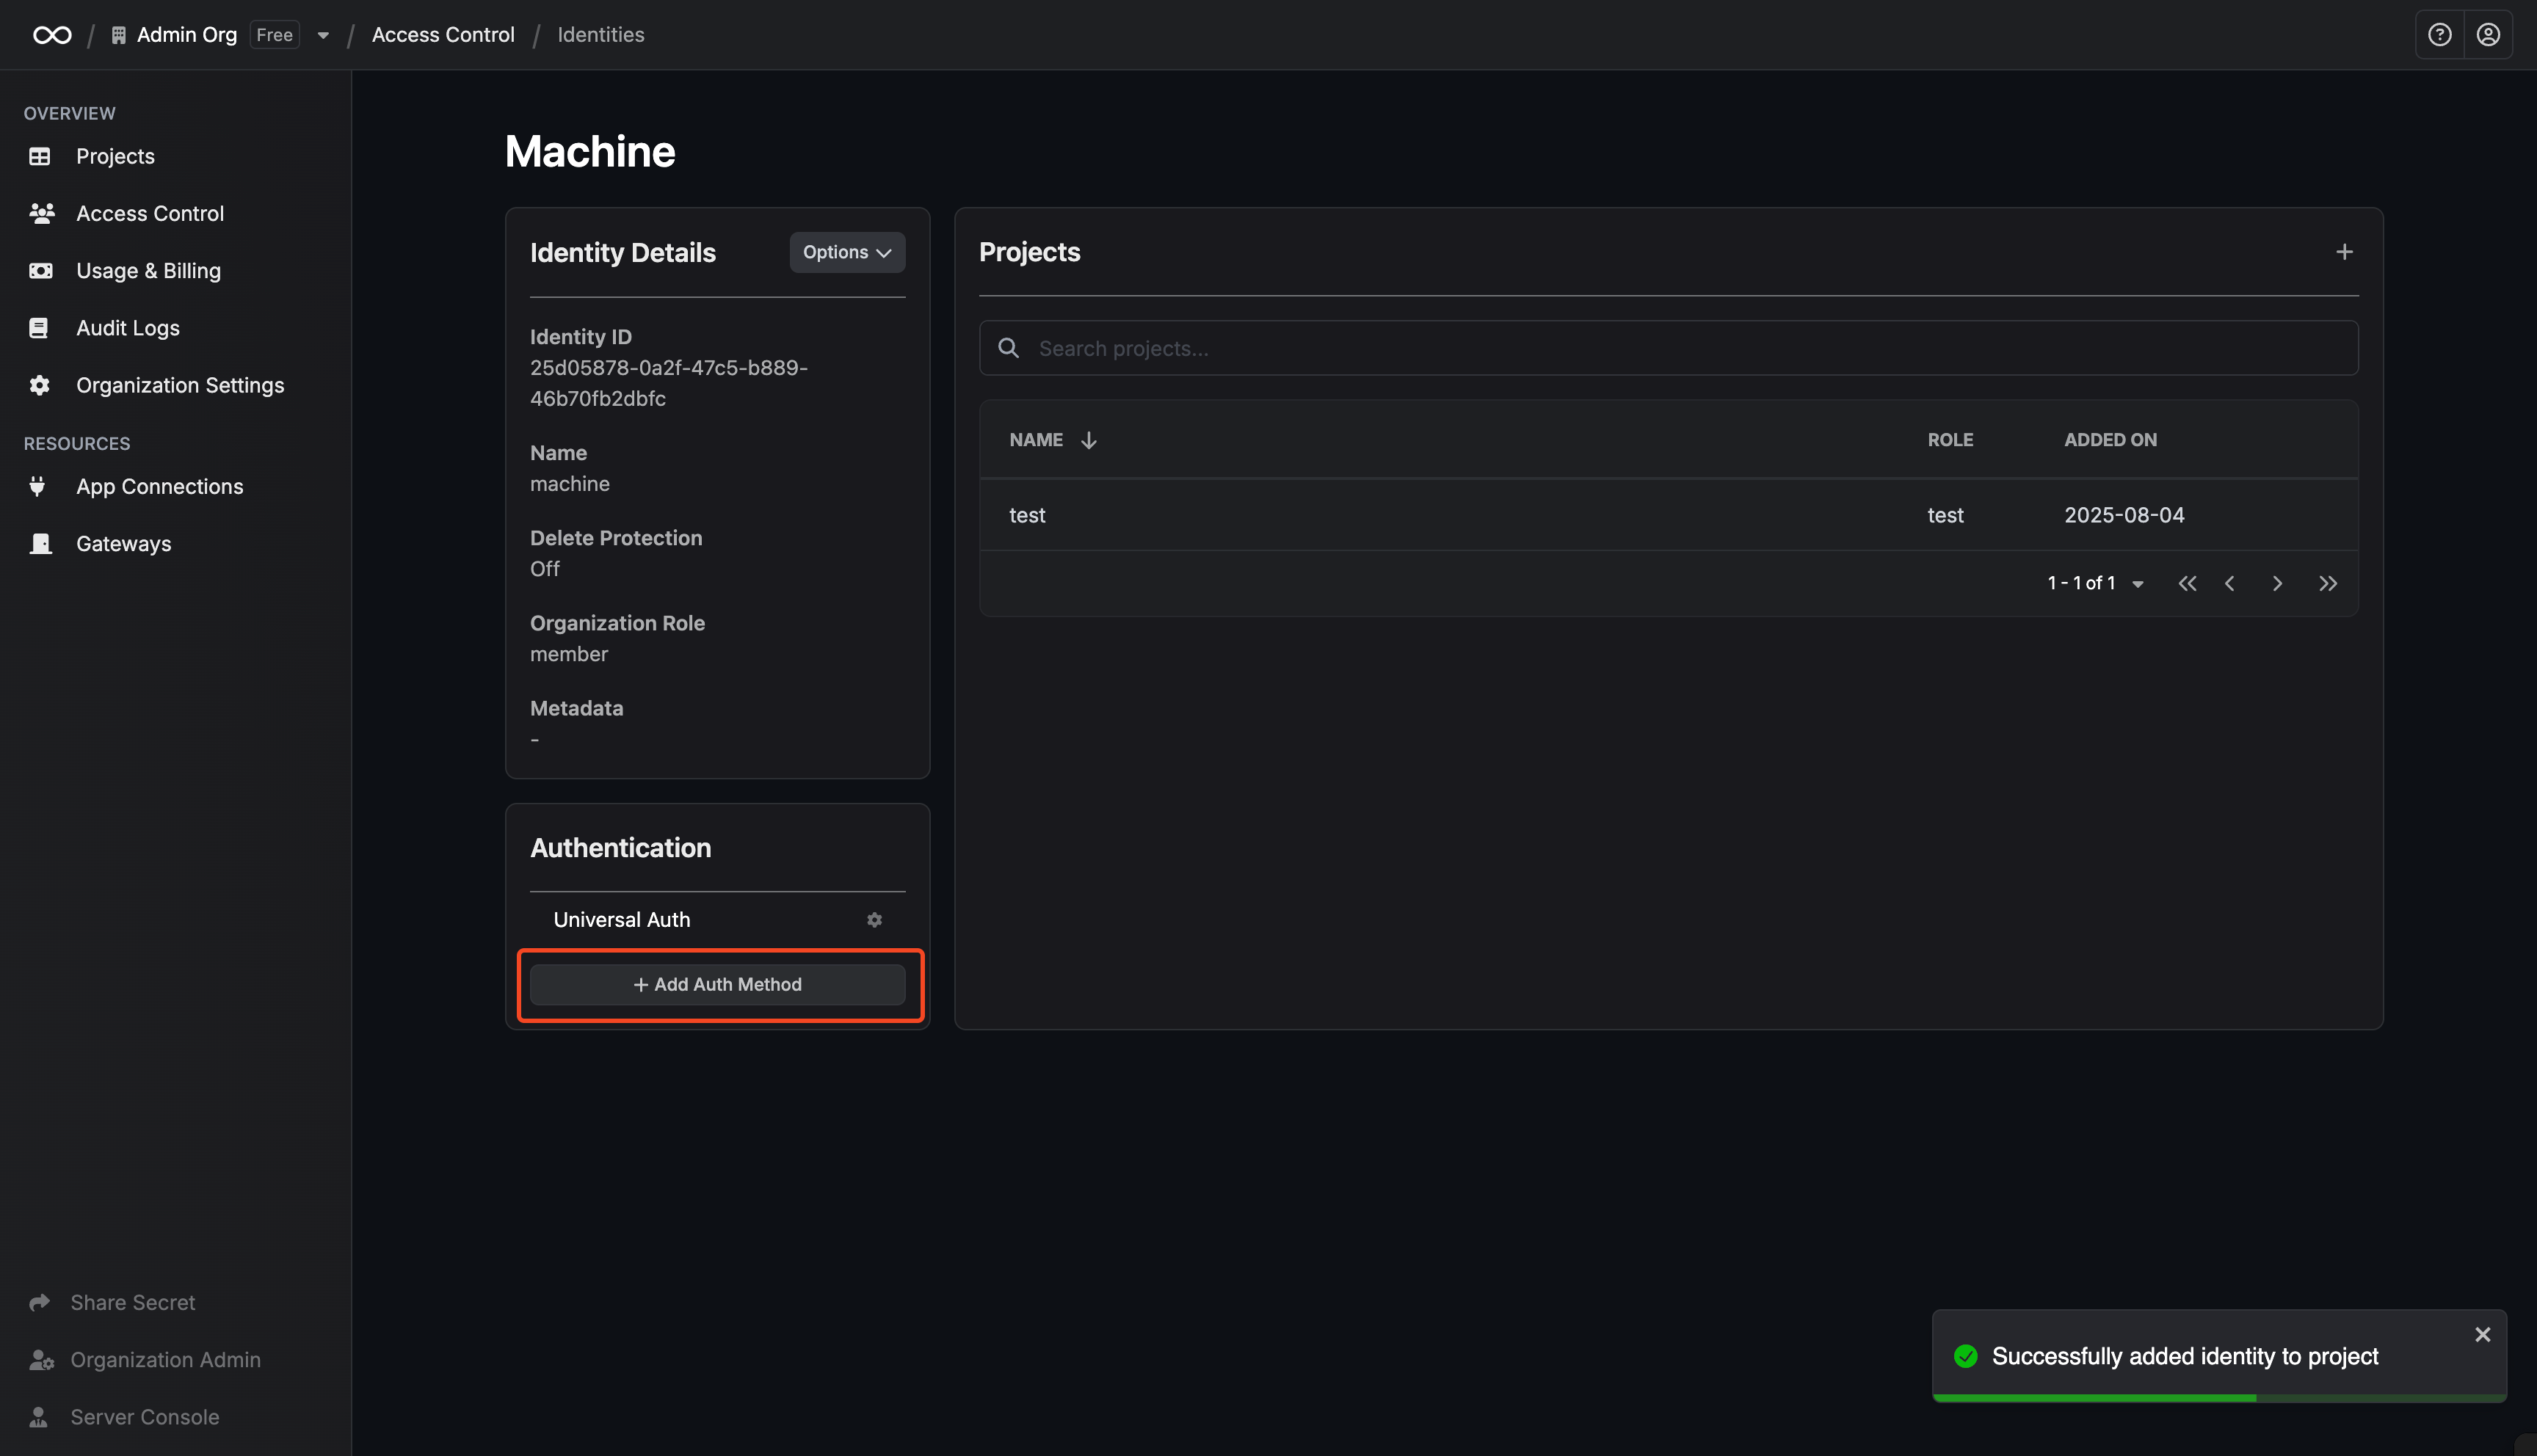 / Admin Org Free / Access Control / Identities
OVERVIEW
Projects
Access Control
Usage & Billing
Audit Logs
Organization Settings
RESOURCES
App Connections
Gateways
Share Secret
Organization Admin
Server Console
Machine
Identity Details
Options
Identity ID
25d05878-0a2f-47c5-b889-
46b70fb2dbfc
Name
machine
Delete Protection
Off
Organization Role
member
Metadata
-
Authentication
Universal Auth
+ Add Auth Method
Projects
Search projects...
NAME ROLE ADDED ON
test test 2025-08-04
1 - 1 of 1
Successfully added identity to project